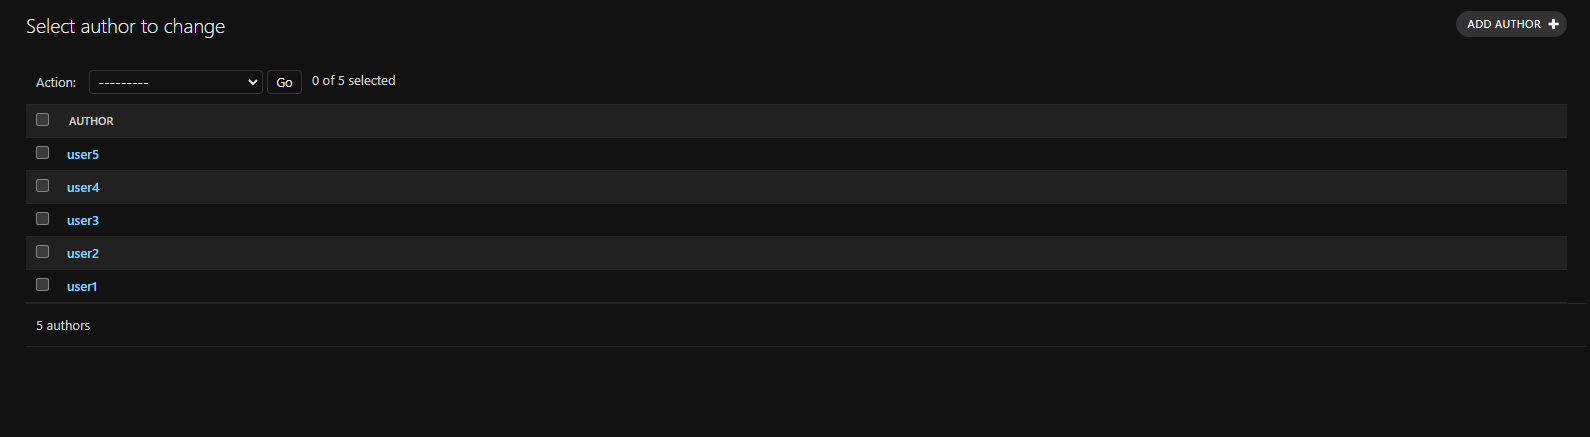 Select author to change
ADD AUTHOR
Action: --------- Go 0 of 5 selected
AUTHOR
user5
user4
user3
user2
user1
5 authors